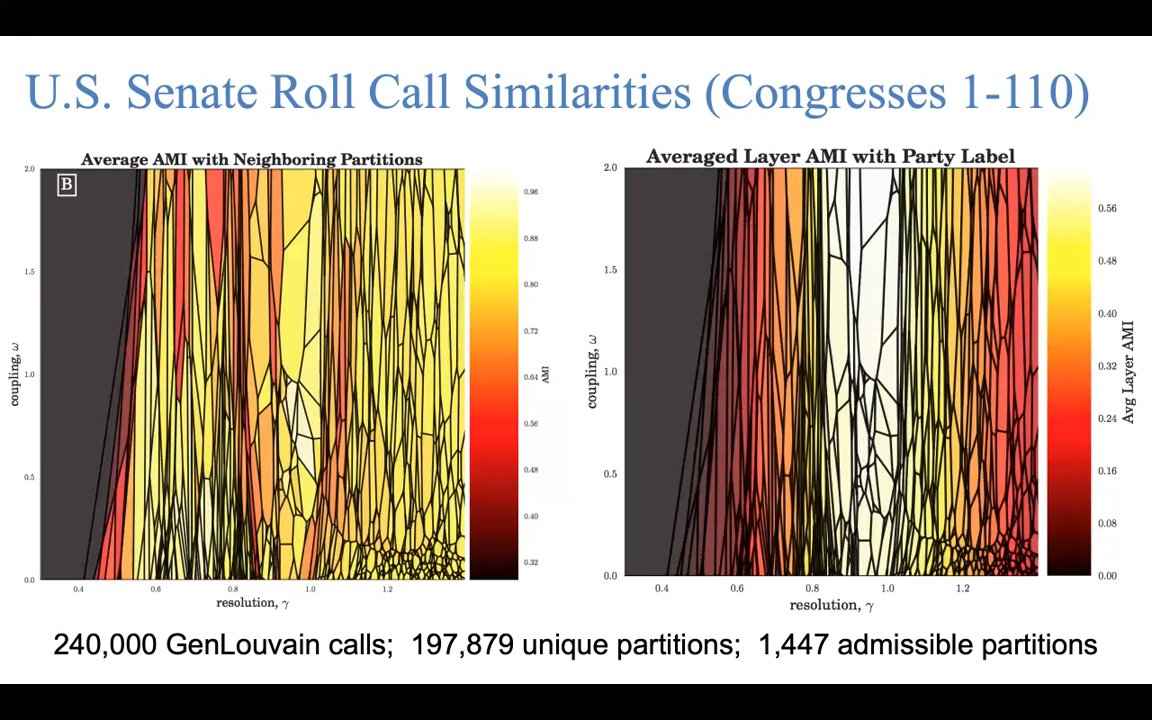 U.S. Senate Roll Call Similarities (Congresses 1-110)
Average AMI with Neighboring Partitions
B
2.0
1.5
1.0
0.5
0.0
coupling, ω
0.4 0.6 0.8 1.0 1.2
resolution, γ
0.96
0.88
0.80
0.72
0.64
0.56
0.48
0.40
0.32
AMI
Averaged Layer AMI with Party Label
2.0
1.5
1.0
0.5
0.0
coupling, ω
0.4 0.6 0.8 1.0 1.2
resolution, γ
0.56
0.48
0.40
0.32
0.24
0.16
0.08
0.00
Avg Layer AMI
240,000 GenLouvain calls; 197,879 unique partitions; 1,447 admissible partitions